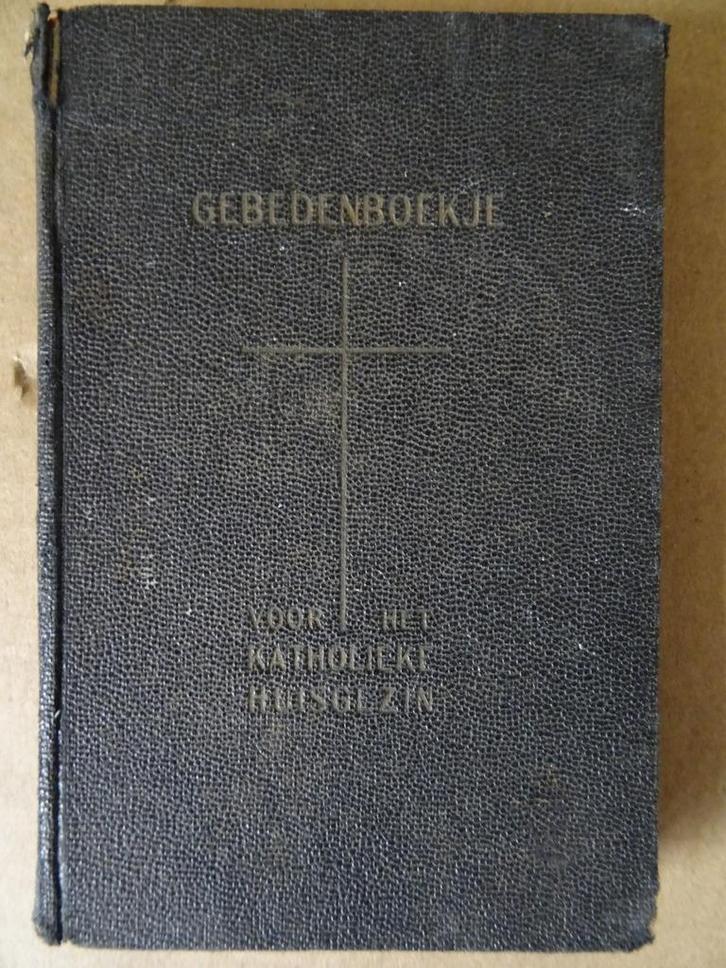 GEBEDENBOEKJE
VOOR HET
KATHOLIEKE
HUISGEZIN